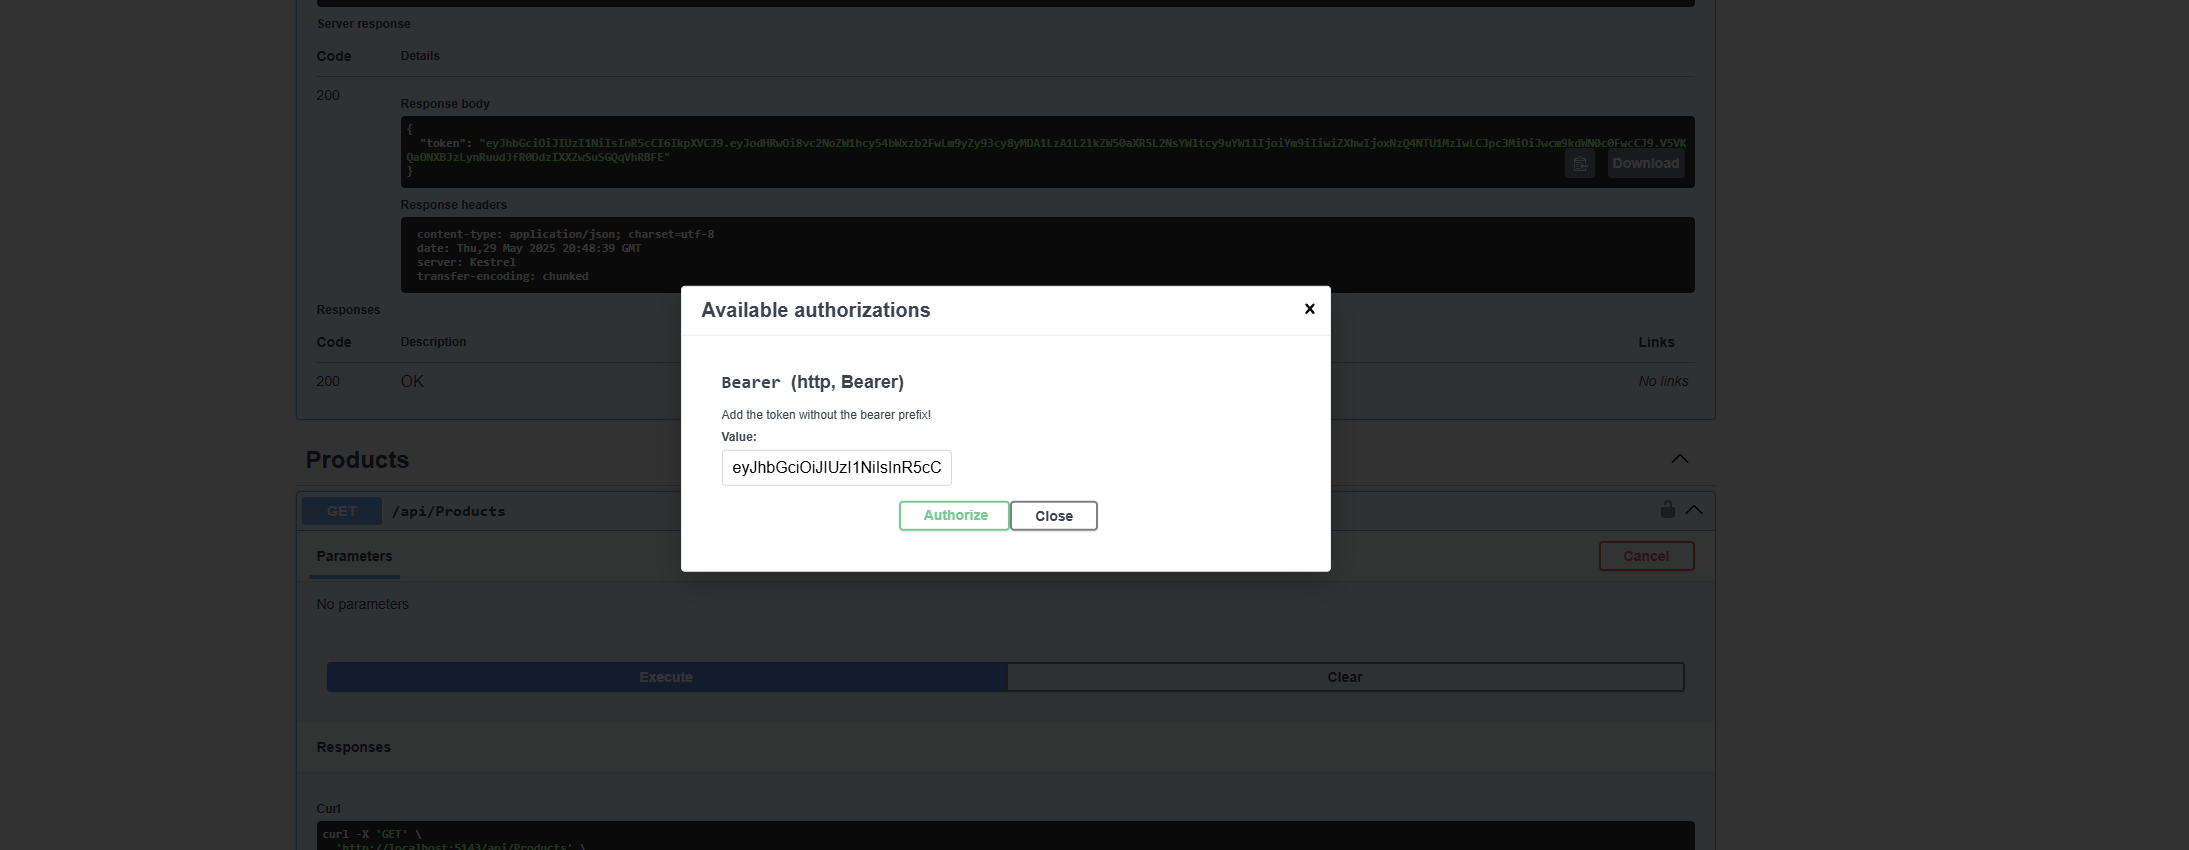 Server response
Code Details
200
Response body
{
"token": "eyJhbGciOiJIUzI1NiIsInR5cCI6IkpXVCJ9.
}
Download
Response headers
content-type: application/json; charset=utf-8
date: Thu,29 May 2025 20:48:39 GMT
server: Kestrel
transfer-encoding: chunked
Responses
Code Description Links
200 OK No links
Available authorizations
Bearer (http, Bearer)
Add the token without the bearer prefix!
Value:
eyJhbGciOiJIUzI1NiIsInR5cC
Authorize Close
Products
GET /api/Products
Parameters Cancel
No parameters
Execute Clear
Responses
Curl
curl -X 'GET' \
'http://localhost:5143/api/Products' \